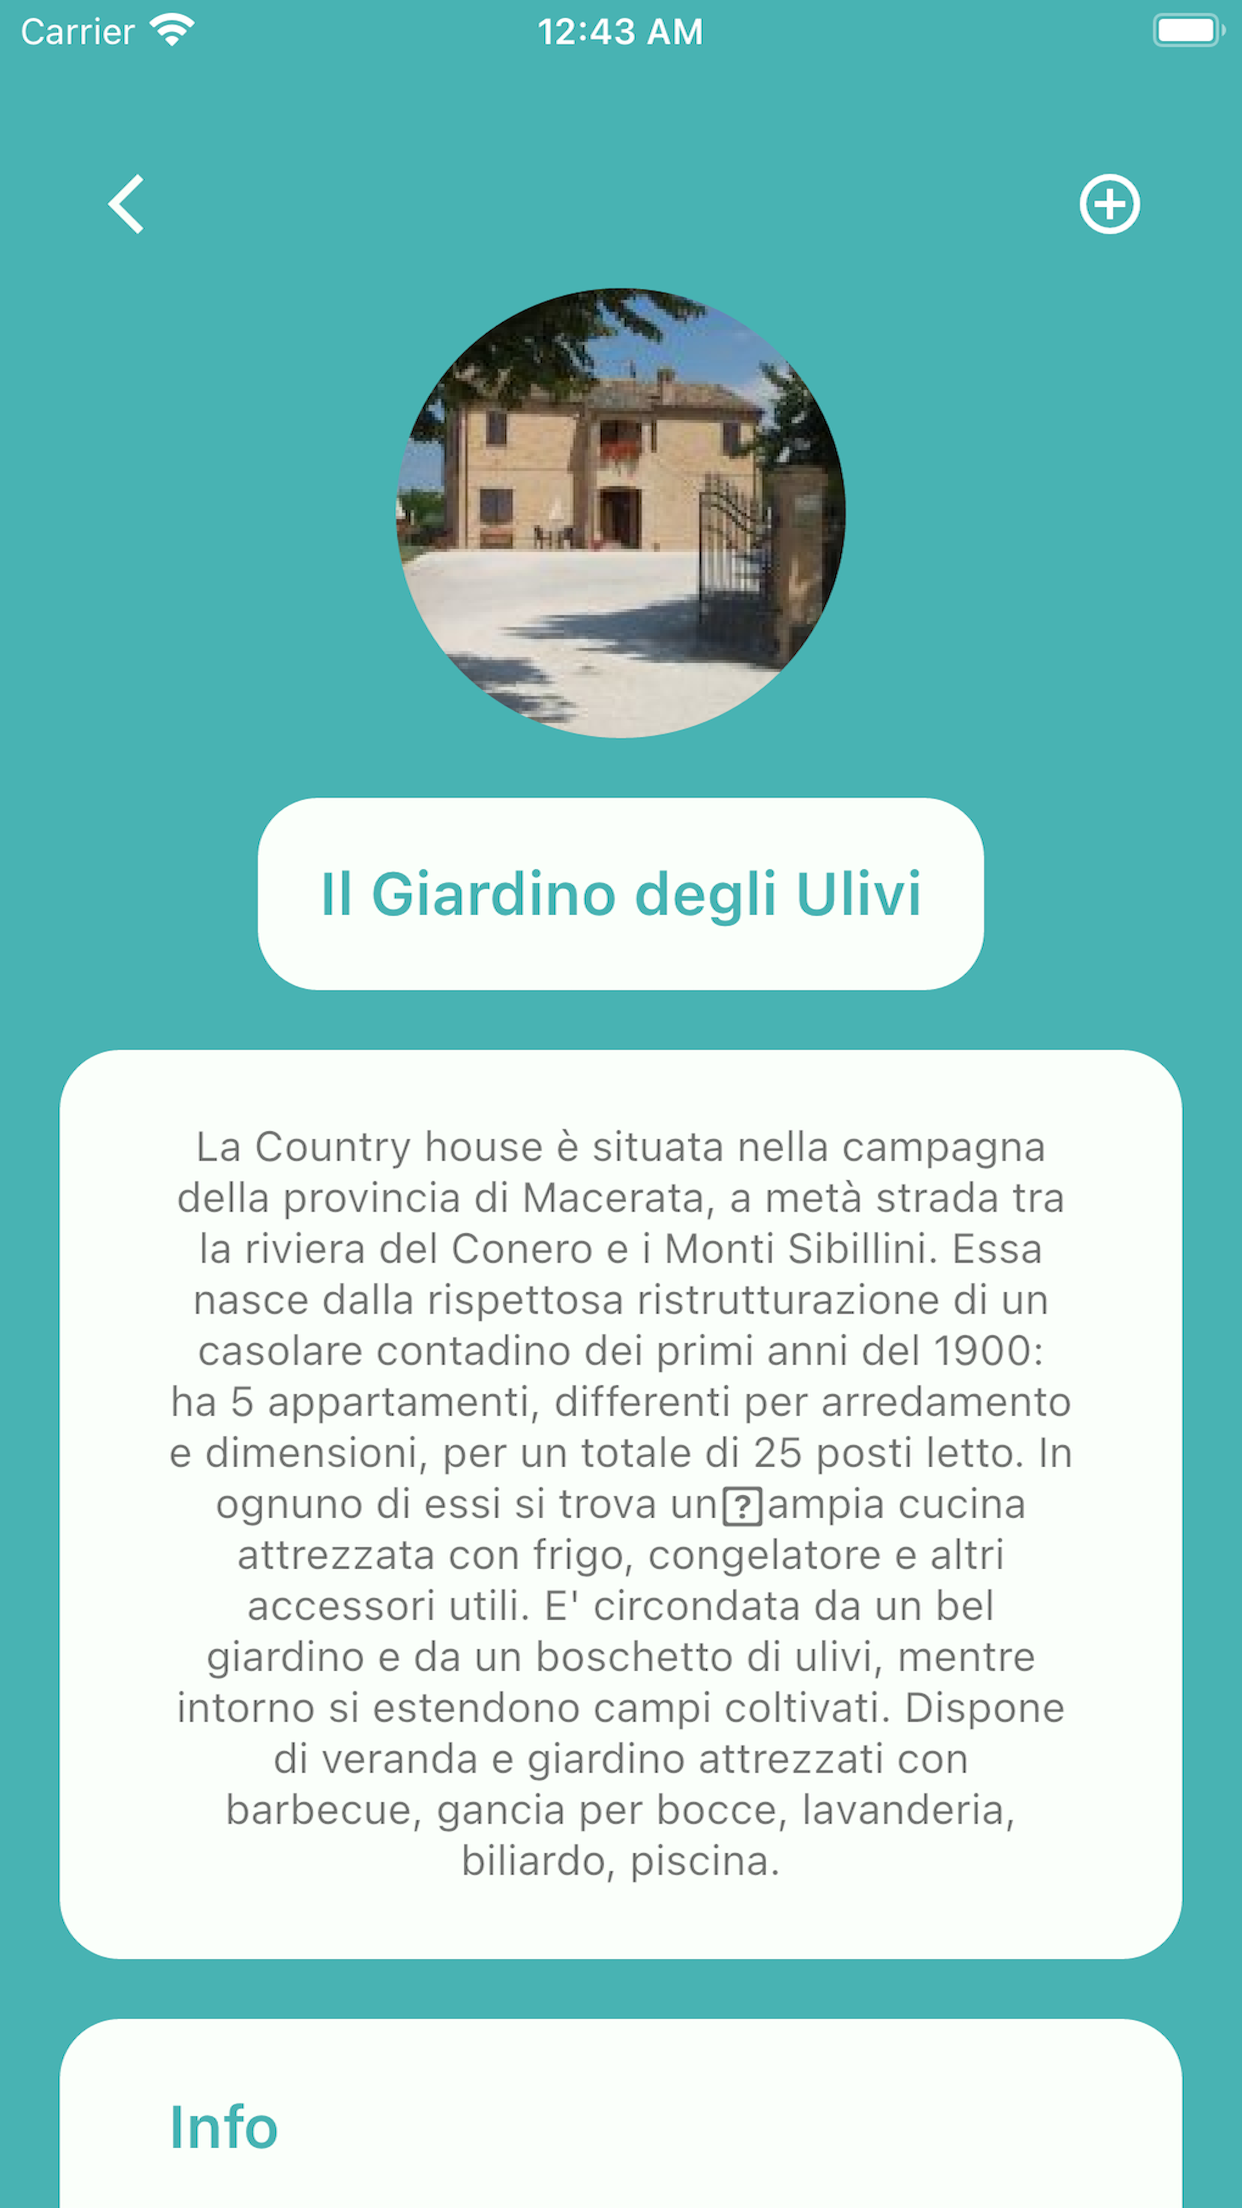 Carrier
12:43 AM
Il Giardino degli Ulivi
La Country house è situata nella campagna
della provincia di Macerata, a metà strada tra
la riviera del Conero e i Monti Sibillini. Essa
nasce dalla rispettosa ristrutturazione di un
casolare contadino dei primi anni del 1900:
ha 5 appartamenti, differenti per arredamento
e dimensioni, per un totale di 25 posti letto. In
ognuno di essi si trova un�ampia cucina
attrezzata con frigo, congelatore e altri
accessori utili. E' circondata da un bel
giardino e da un boschetto di ulivi, mentre
intorno si estendono campi coltivati. Dispone
di veranda e giardino attrezzati con
barbecue, gancia per bocce, lavanderia,
biliardo, piscina.
Info